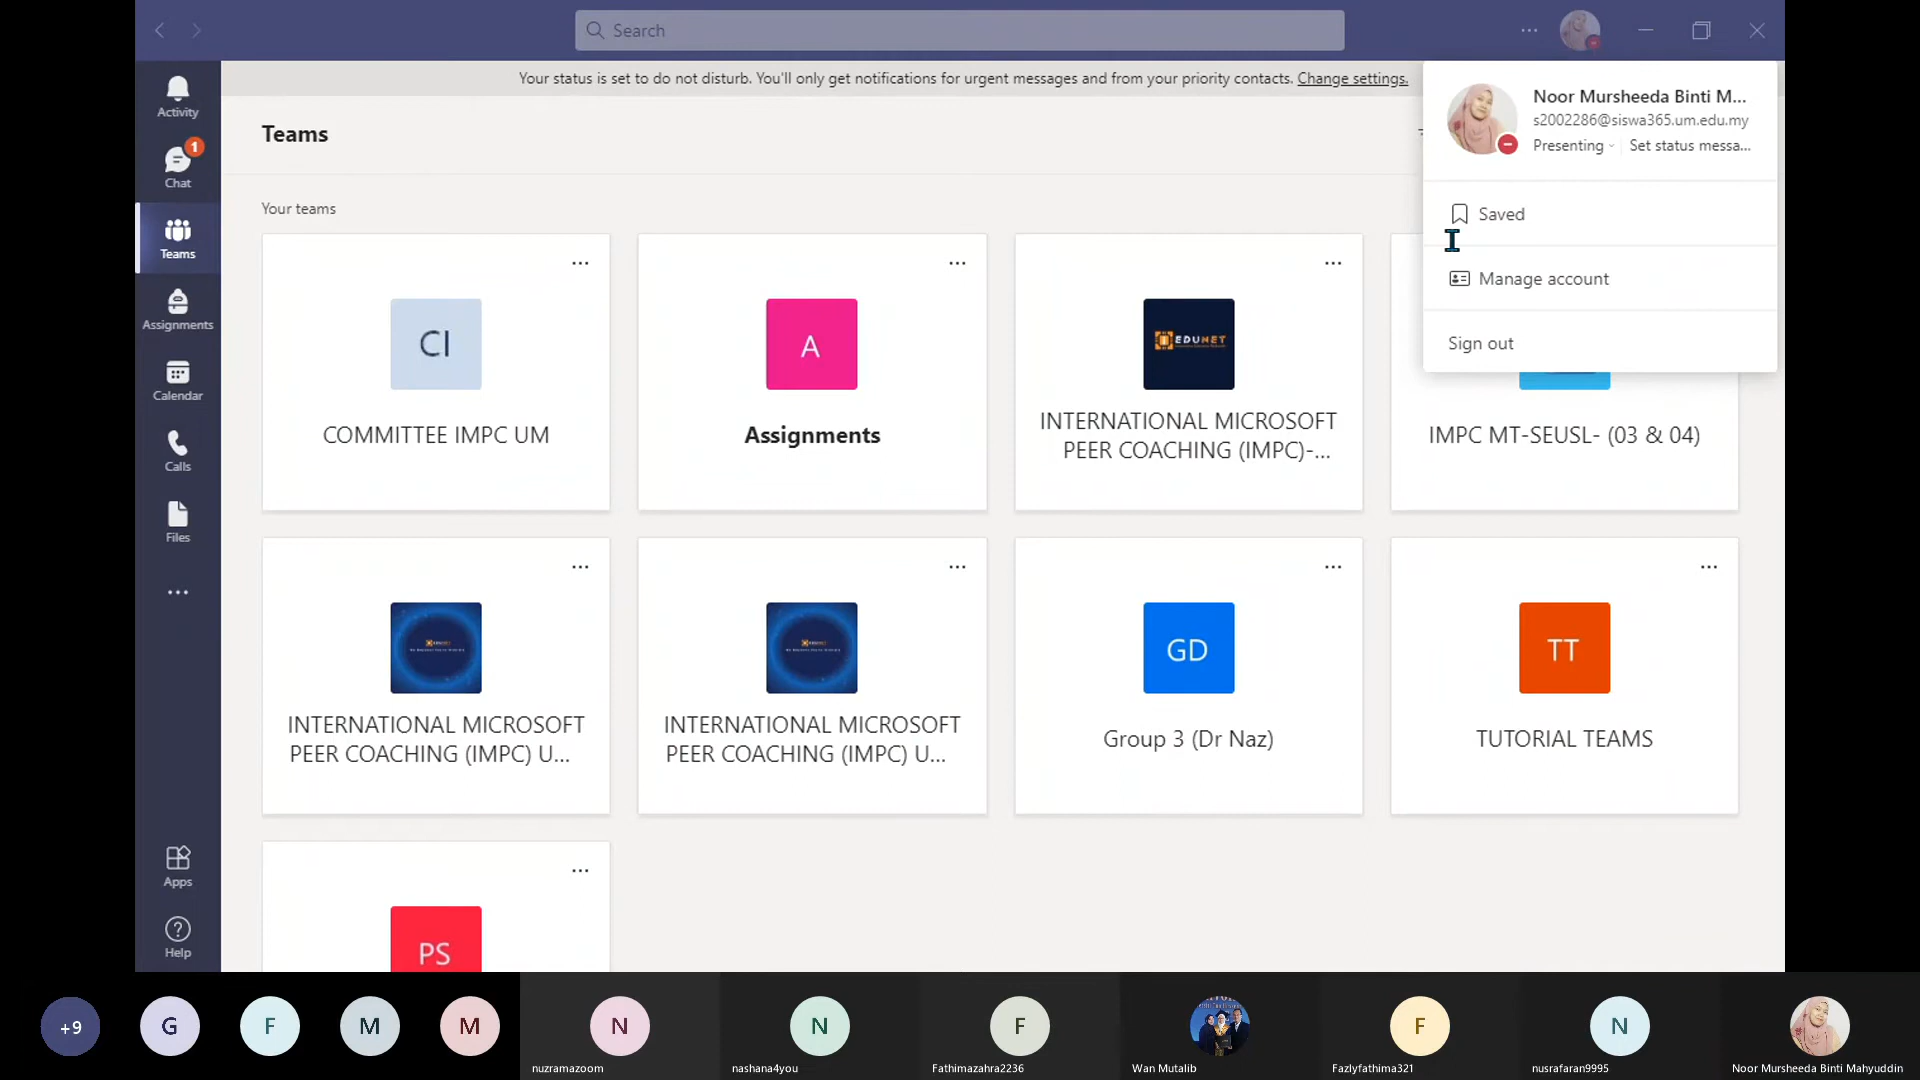 Search
Your status is set to do not disturb. You'll only get notifications for urgent messages and from your priority contacts. Change settings.
Noor Mursheeda Binti M...
s2002286@siswa365.um.edu.my
Presenting
Set status messa...
Saved
Manage account
Sign out
Activity
1
Chat
Teams
Assignments
Calendar
Calls
Files
Apps
Help
Teams
Your teams
CI
COMMITTEE IMPC UM
A
Assignments
EDUNET
INTERNATIONAL MICROSOFT
PEER COACHING (IMPC)-...
IMPC MT-SEUSL- (03 & 04)
INTERNATIONAL MICROSOFT
PEER COACHING (IMPC) U...
INTERNATIONAL MICROSOFT
PEER COACHING (IMPC) U...
GD
Group 3 (Dr Naz)
TT
TUTORIAL TEAMS
PS
+9
G
F
M
M
N
nuzramazoom
N
nashana4you
F
Fathimazahra2236
Wan Mutalib
F
Fazlyfathima321
N
nusrafaran9995
Noor Mursheeda Binti Mahyuddin